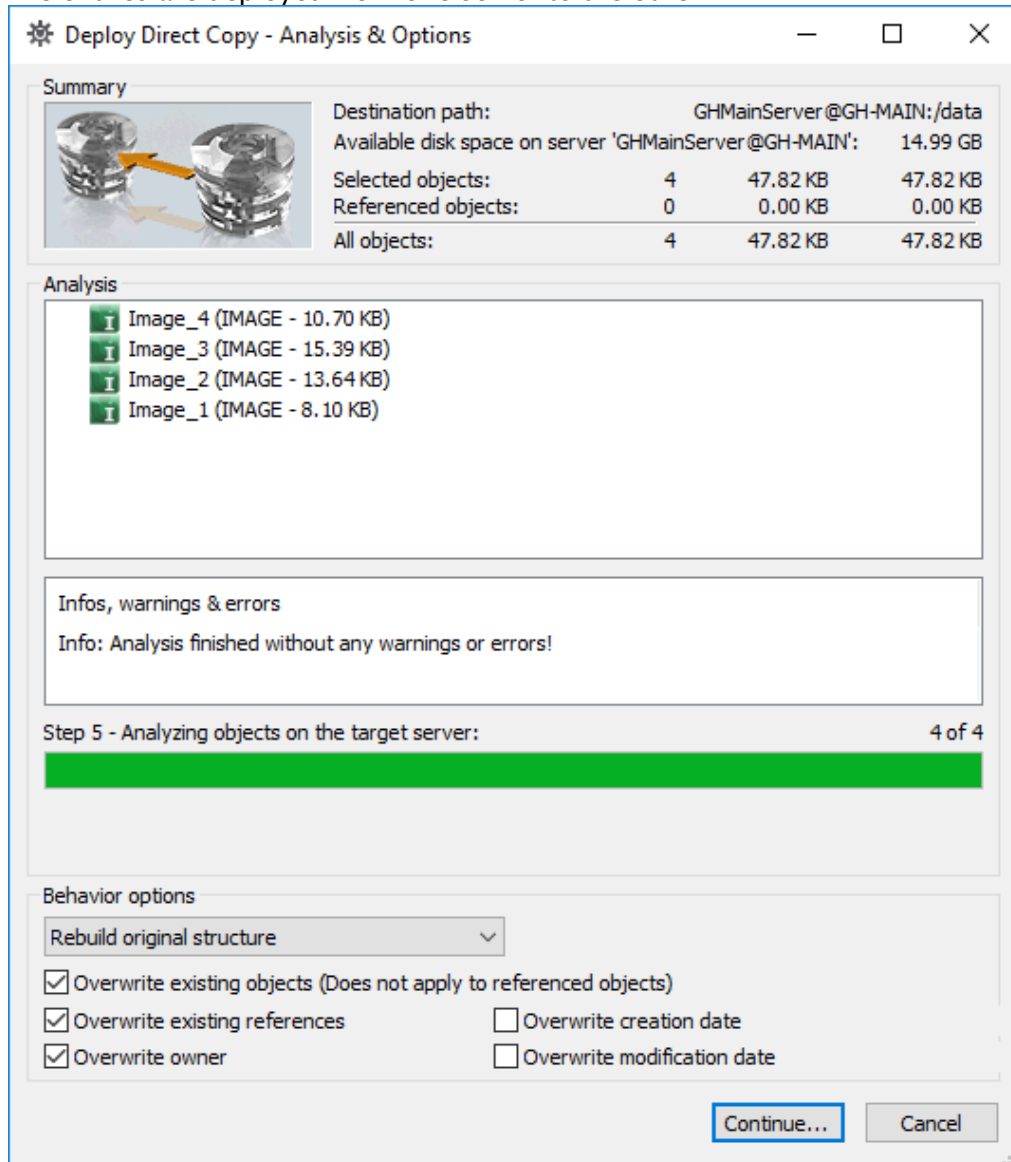 Deploy Direct Copy - Analysis & Options
Summary
Destination path: GHMainServer@GH-MAIN:/data
Available disk space on server 'GHMainServer@GH-MAIN': 14.99 GB
Selected objects: 4 47.82 KB 47.82 KB
Referenced objects: 0 0.00 KB 0.00 KB
All objects: 4 47.82 KB 47.82 KB
Analysis
I Image_4 (IMAGE - 10.70 KB)
I Image_3 (IMAGE - 15.39 KB)
I Image_2 (IMAGE - 13.64 KB)
I Image_1 (IMAGE - 8.10 KB)
Infos, warnings & errors
Info: Analysis finished without any warnings or errors!
Step 5 - Analyzing objects on the target server: 4 of 4
Behavior options
Rebuild original structure
Overwrite existing objects (Does not apply to referenced objects)
Overwrite existing references Overwrite creation date
Overwrite owner Overwrite modification date
Continue... Cancel